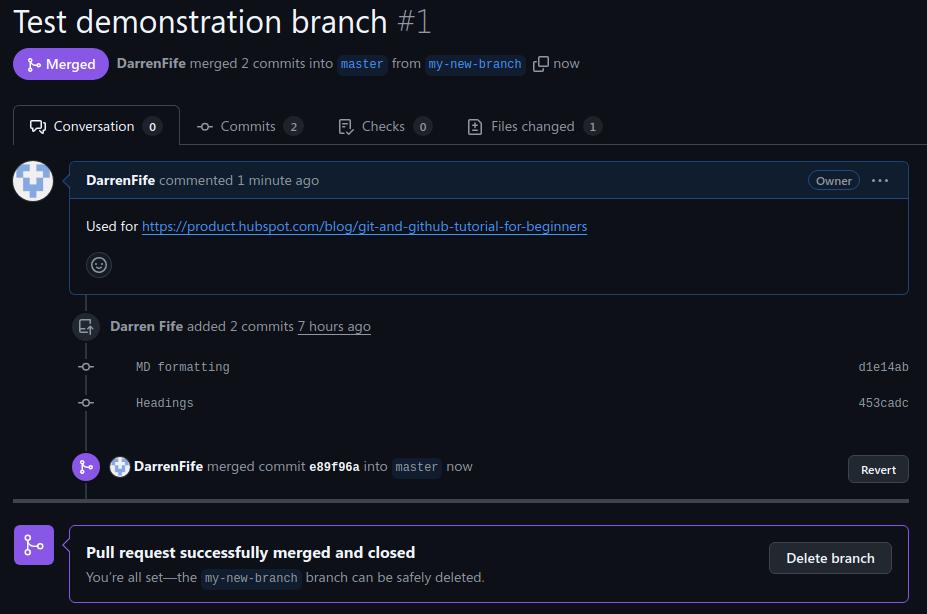 Test demonstration branch #1
Merged DarrenFife merged 2 commits into master from my-new-branch now
Conversation 0 Commits 2 Checks 0 Files changed 1
DarrenFife commented 1 minute ago Owner
Used for https://product.hubspot.com/blog/git-and-github-tutorial-for-beginners
Darren Fife added 2 commits 7 hours ago
MD formatting d1e14ab
Headings 453cadc
DarrenFife merged commit e89f96a into master now Revert
Pull request successfully merged and closed
You’re all set—the my-new-branch branch can be safely deleted.
Delete branch